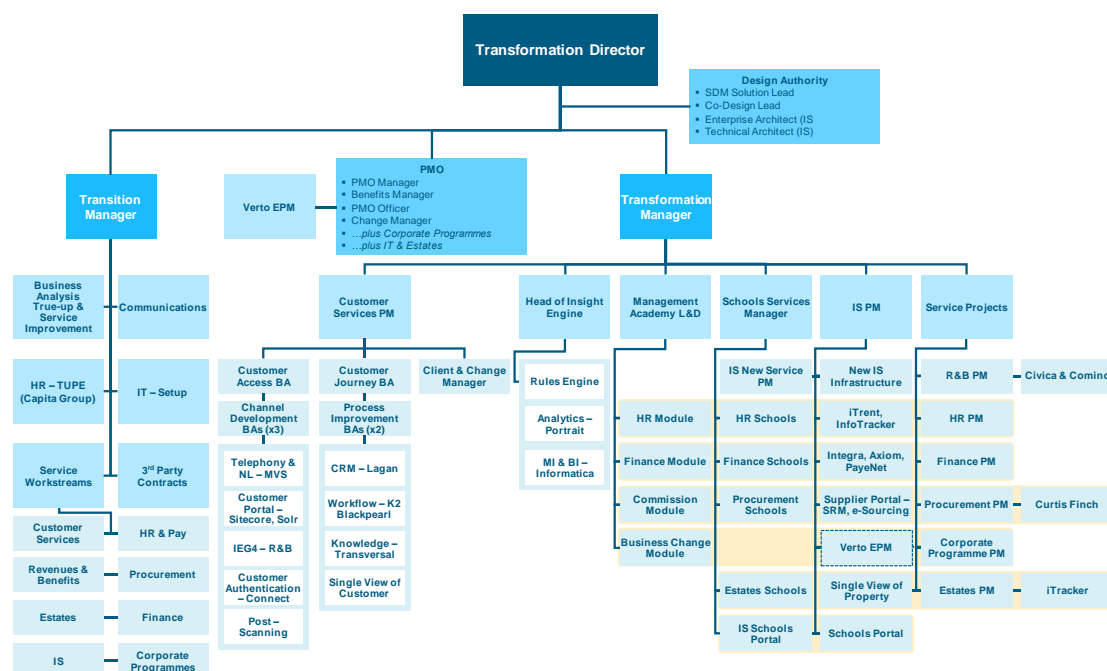 Transformation Director
Design Authority
▪ SDM Solution Lead
▪ Co-Design Lead
▪ Enterprise Architect (IS
▪ Technical Architect (IS)
Transition
Manager
Verto EPM
PMO
▪ PMO Manager
▪ Benefits Manager
▪ PMO Officer
▪ Change Manager
▪ …plus Corporate Programmes
▪ …plus IT & Estates
Transformation
Manager
Business
Analysis
True-up &
Service
Improvement
Communications
HR – TUPE
(Capita Group)
IT – Setup
Service
Workstreams
3rd Party
Contracts
Customer
Services
HR & Pay
Revenues &
Benefits
Procurement
Estates
Finance
IS
Corporate
Programmes
Customer
Services PM
Head of Insight
Engine
Management
Academy L&D
Schools Services
Manager
IS PM
Service Projects
Customer
Access BA
Customer
Journey BA
Client & Change
Manager
Channel
Development
BAs (x3)
Process
Improvement
BAs (x2)
Telephony &
NL – MVS
Customer
Portal –
Sitecore, Solr
IEG4 – R&B
Customer
Authentication
– Connect
Post –
Scanning
CRM – Lagan
Workflow – K2
Blackpearl
Knowledge –
Transversal
Single View of
Customer
Rules Engine
Analytics –
Portrait
MI & BI –
Informatica
HR Module
Finance Module
Commission
Module
Business Change
Module
IS New Service
PM
HR Schools
Finance Schools
Procurement
Schools
Estates Schools
IS Schools
Portal
New IS
Infrastructure
iTrent,
InfoTracker
Integra, Axiom,
PayeNet
Supplier Portal –
SRM, e-Sourcing
Verto EPM
Single View of
Property
Schools Portal
R&B PM
HR PM
Finance PM
Procurement PM
Corporate
Programme PM
Estates PM
Civica & Comino
Curtis Finch
iTracker